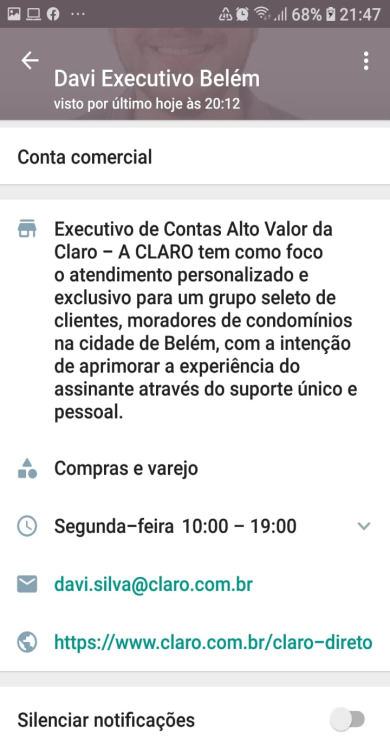 68% 21:47
Davi Executivo Belém
visto por último hoje às 20:12
Conta comercial
Executivo de Contas Alto Valor da
Claro – A CLARO tem como foco
o atendimento personalizado e
exclusivo para um grupo seleto de
clientes, moradores de condomínios
na cidade de Belém, com a intenção
de aprimorar a experiência do
assinante através do suporte único e
pessoal.
Compras e varejo
Segunda-feira 10:00 – 19:00
davi.silva@claro.com.br
https://www.claro.com.br/claro-direto
Silenciar notificações